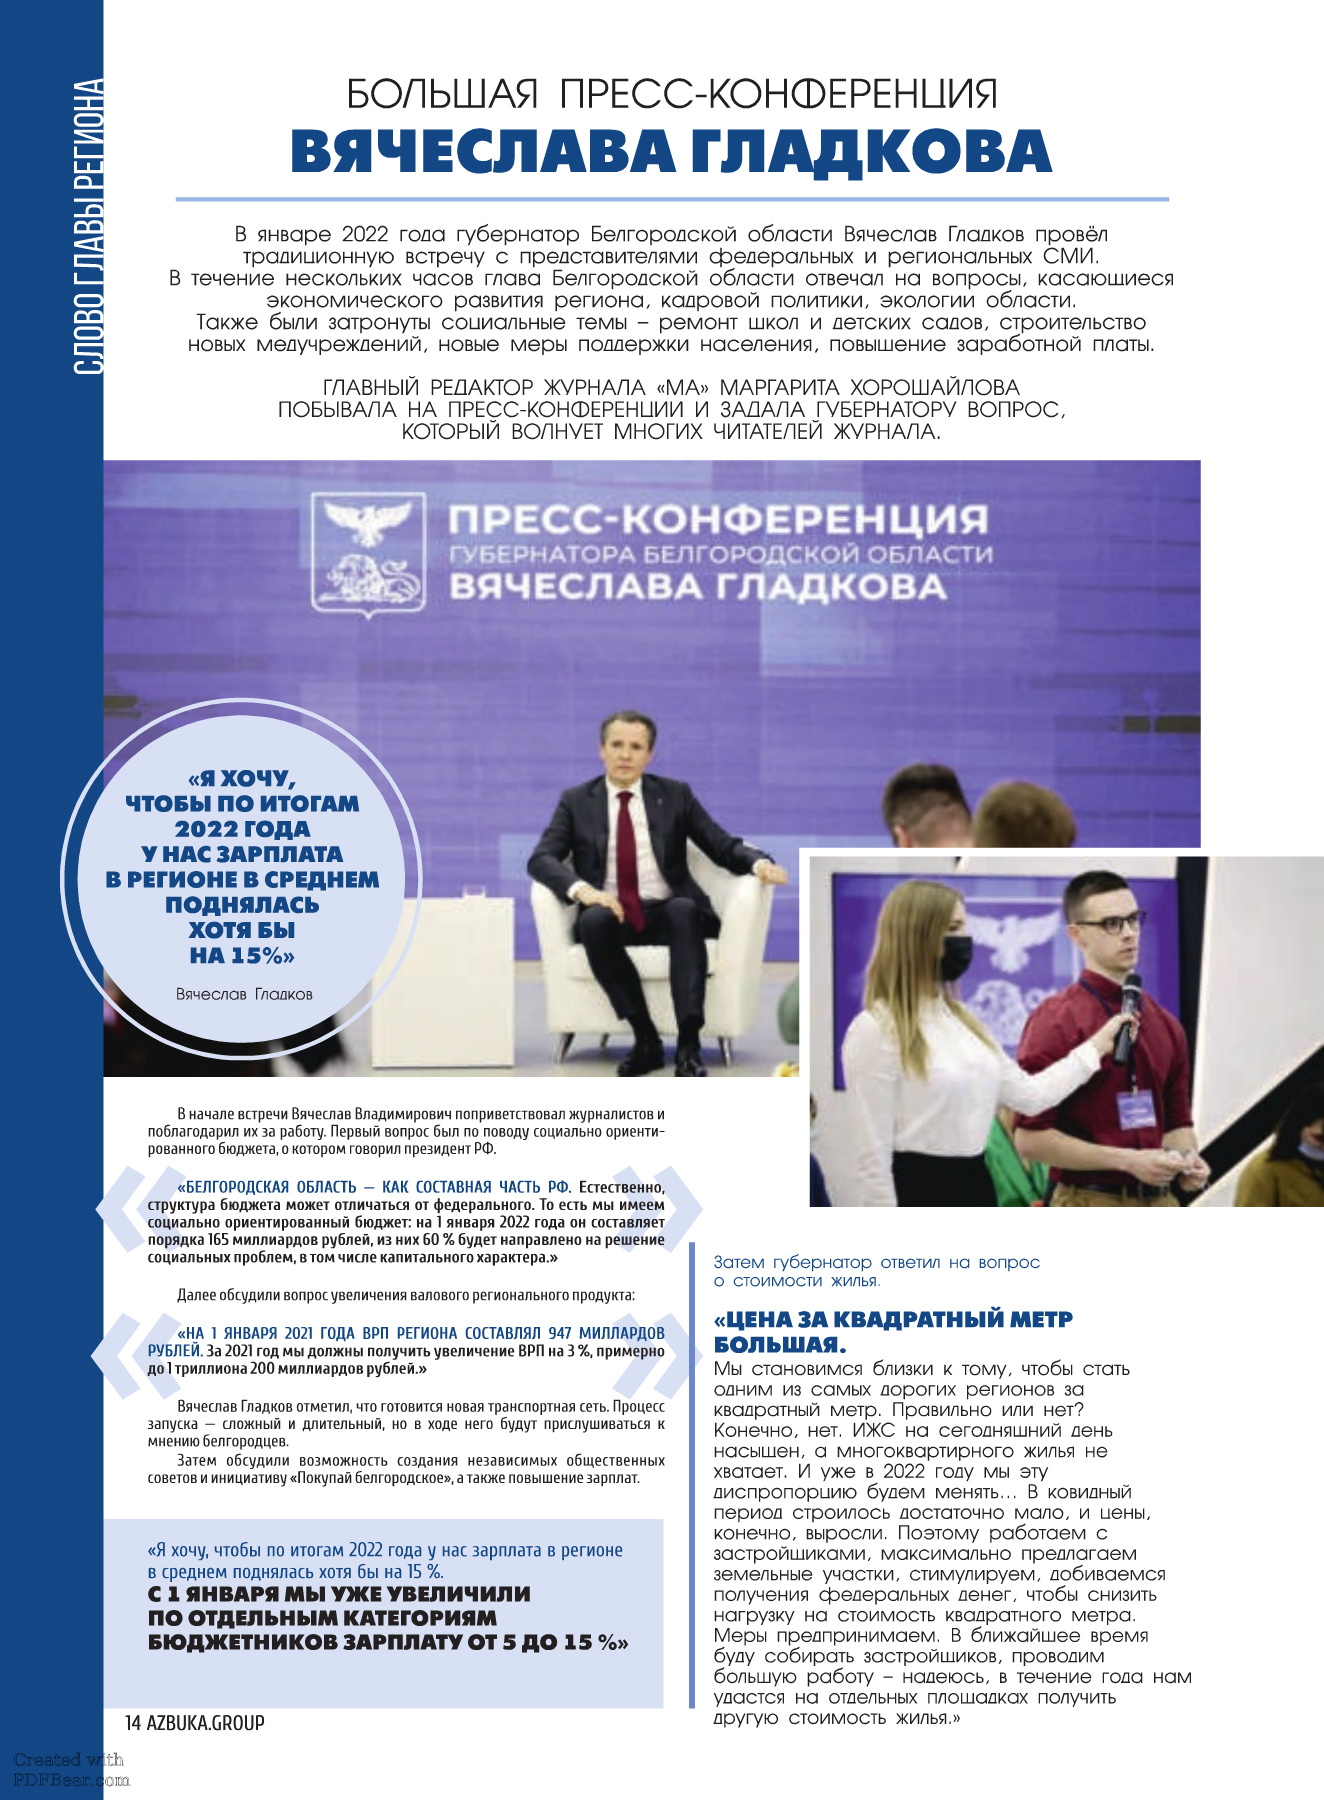 СЛОВО ГЛАВЫ РЕГИОНА
БОЛЬШАЯ ПРЕСС-КОНФЕРЕНЦИЯ
ВЯЧЕСЛАВА ГЛАДКОВА
В январе 2022 года губернатор Белгородской области Вячеслав Гладков провёл
традиционную встречу с представителями федеральных и региональных СМИ.
В течение нескольких часов глава Белгородской области отвечал на вопросы, касающиеся
экономического развития региона, кадровой политики, экологии области.
Также были затронуты социальные темы – ремонт школ и детских садов, строительство
новых медучреждений, новые меры поддержки населения, повышение заработной платы.
ГЛАВНЫЙ РЕДАКТОР ЖУРНАЛА «МА» МАРГАРИТА ХОРОШАЙЛОВА
ПОБЫВАЛА НА ПРЕСС-КОНФЕРЕНЦИИ И ЗАДАЛА ГУБЕРНАТОРУ ВОПРОС,
КОТОРЫЙ ВОЛНУЕТ МНОГИХ ЧИТАТЕЛЕЙ ЖУРНАЛА.
ПРЕСС-КОНФЕРЕНЦИЯ
ГУБЕРНАТОРА БЕЛГОРОДСКОЙ ОБЛАСТИ
ВЯЧЕСЛАВА ГЛАДКОВА
«Я ХОЧУ,
ЧТОБЫ ПО ИТОГАМ
2022 ГОДА
У НАС ЗАРПЛАТА
В РЕГИОНЕ В СРЕДНЕМ
ПОДНЯЛАСЬ
ХОТЯ БЫ
НА 15%»
Вячеслав Гладков
В начале встречи Вячеслав Владимирович поприветствовал журналистов и
поблагодарил их за работу. Первый вопрос был по поводу социально ориенти-
рованного бюджета, о котором говорил президент РФ.
«БЕЛГОРОДСКАЯ ОБЛАСТЬ — КАК СОСТАВНАЯ ЧАСТЬ РФ. Естественно,
структура бюджета может отличаться от федерального. То есть мы имеем
социально ориентированный бюджет: на 1 января 2022 года он составляет
порядка 165 миллиардов рублей, из них 60 % будет направлено на решение
социальных проблем, в том числе капитального характера.»
Далее обсудили вопрос увеличения валового регионального продукта:
«НА 1 ЯНВАРЯ 2021 ГОДА ВРП РЕГИОНА СОСТАВЛЯЛ 947 МИЛЛАРДОВ
РУБЛЕЙ. За 2021 год мы должны получить увеличение ВРП на 3 %, примерно
до 1 триллиона 200 миллиардов рублей.»
Вячеслав Гладков отметил, что готовится новая транспортная сеть. Процесс
запуска — сложный и длительный, но в ходе него будут прислушиваться к
мнению белгородцев.
Затем обсудили возможность создания независимых общественных
советов и инициативу «Покупай белгородское», а также повышение зарплат.
«Я хочу, чтобы по итогам 2022 года у нас зарплата в регионе
в среднем поднялась хотя бы на 15 %.
С 1 ЯНВАРЯ МЫ УЖЕ УВЕЛИЧИЛИ
ПО ОТДЕЛЬНЫМ КАТЕГОРИЯМ
БЮДЖЕТНИКОВ ЗАРПЛАТУ ОТ 5 ДО 15 %»
Затем губернатор ответил на вопрос
о стоимости жилья.
«ЦЕНА ЗА КВАДРАТНЫЙ МЕТР
БОЛЬШАЯ.
Мы становимся близки к тому, чтобы стать
одним из самых дорогих регионов за
квадратный метр. Правильно или нет?
Конечно, нет. ИЖС на сегодняшний день
насыщен, а многоквартирного жилья не
хватает. И уже в 2022 году мы эту
диспропорцию будем менять... В ковидный
период строилось достаточно мало, и цены,
конечно, выросли. Поэтому работаем с
застройщиками, максимально предлагаем
земельные участки, стимулируем, добиваемся
получения федеральных денег, чтобы снизить
нагрузку на стоимость квадратного метра.
Меры предпринимаем. В ближайшее время
буду собирать застройщиков, проводим
большую работу – надеюсь, в течение года нам
удастся на отдельных площадках получить
другую стоимость жилья.»
14 AZBUKA.GROUP
Created with
PDFBear.com